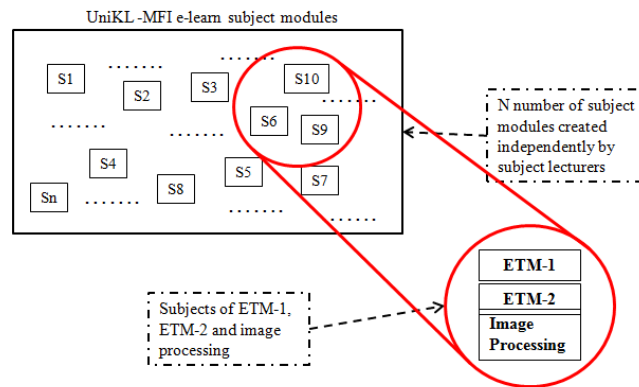 UniKL -MFI e-learn subject modules
S1
S2
S3
S10
S6
S9
S4
S8
S5
S7
Sn
N number of subject
modules created
independently by
subject lecturers
ETM-1
ETM-2
Image
Processing
Subjects of ETM-1,
ETM-2 and image
processing